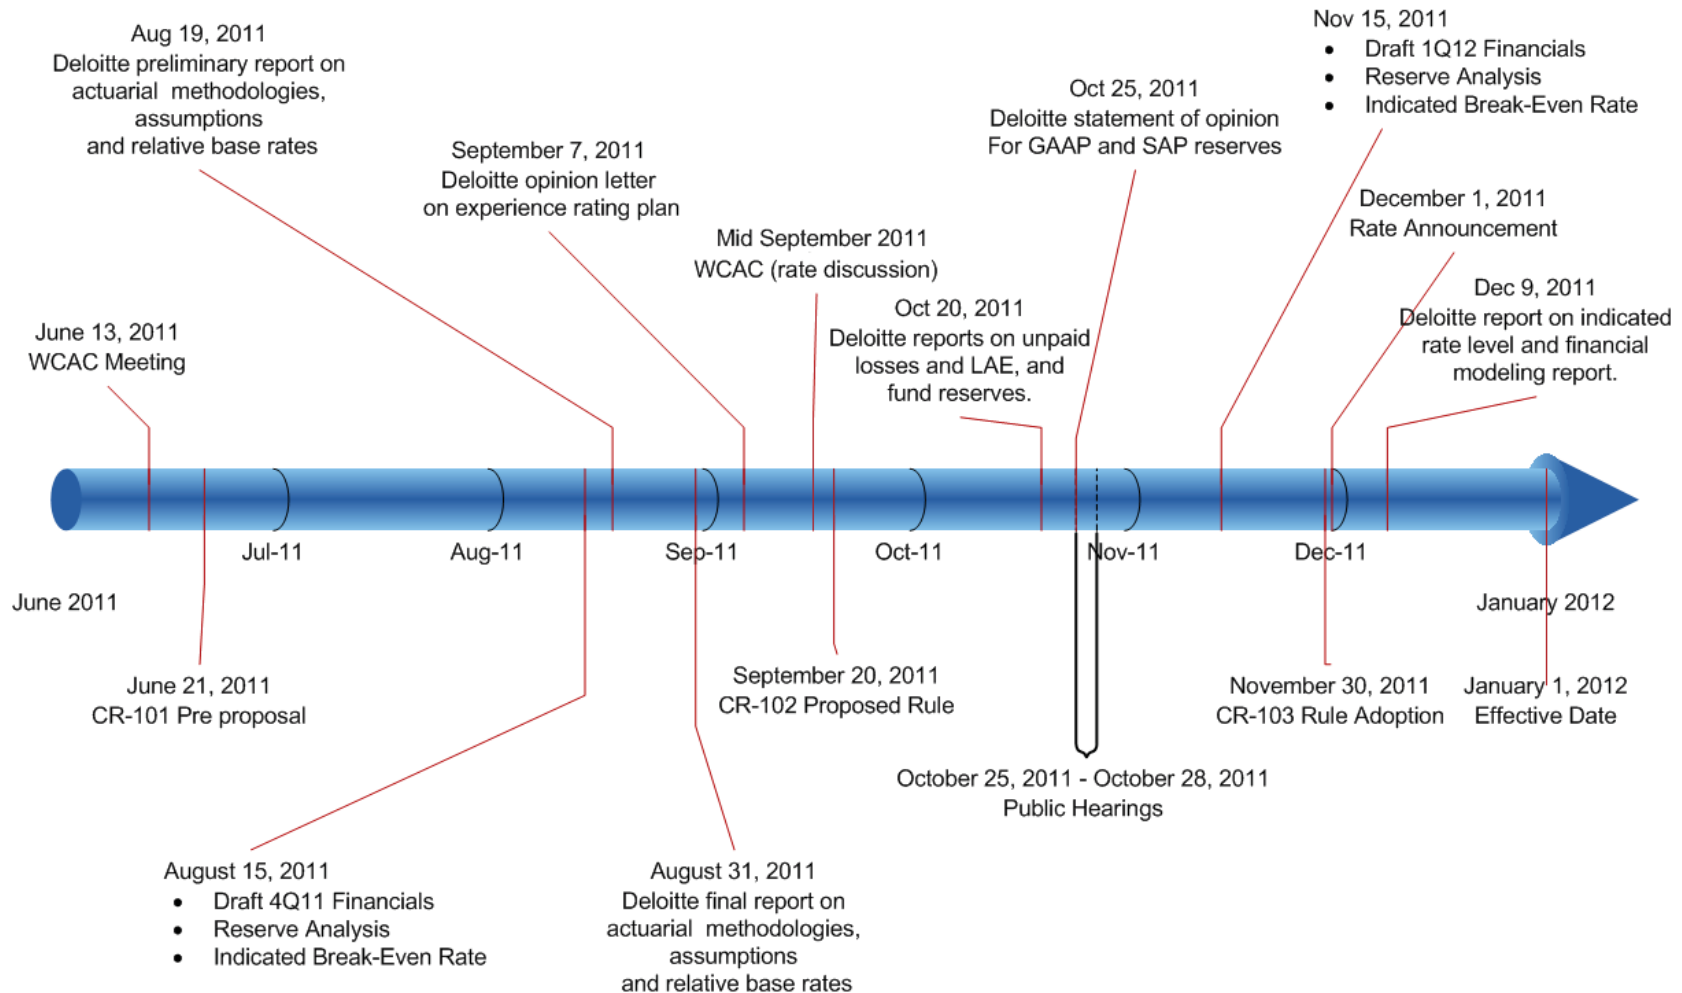 Aug 19, 2011
Deloitte preliminary report on
actuarial methodologies,
assumptions
and relative base rates
September 7, 2011
Deloitte opinion letter
on experience rating plan
Mid September 2011
WCAC (rate discussion)
Oct 25, 2011
Deloitte statement of opinion
For GAAP and SAP reserves
Nov 15, 2011
• Draft 1Q12 Financials
• Reserve Analysis
• Indicated Break-Even Rate
December 1, 2011
Rate Announcement
June 13, 2011
WCAC Meeting
Oct 20, 2011
Deloitte reports on unpaid
losses and LAE, and
fund reserves.
Dec 9, 2011
Deloitte report on indicated
rate level and financial
modeling report.
Jul-11
Aug-11
Sep-11
Oct-11
Nov-11
Dec-11
June 2011
January 2012
June 21, 2011
CR-101 Pre proposal
September 20, 2011
CR-102 Proposed Rule
November 30, 2011
CR-103 Rule Adoption
January 1, 2012
Effective Date
October 25, 2011 - October 28, 2011
Public Hearings
August 15, 2011
• Draft 4Q11 Financials
• Reserve Analysis
• Indicated Break-Even Rate
August 31, 2011
Deloitte final report on
actuarial methodologies,
assumptions
and relative base rates